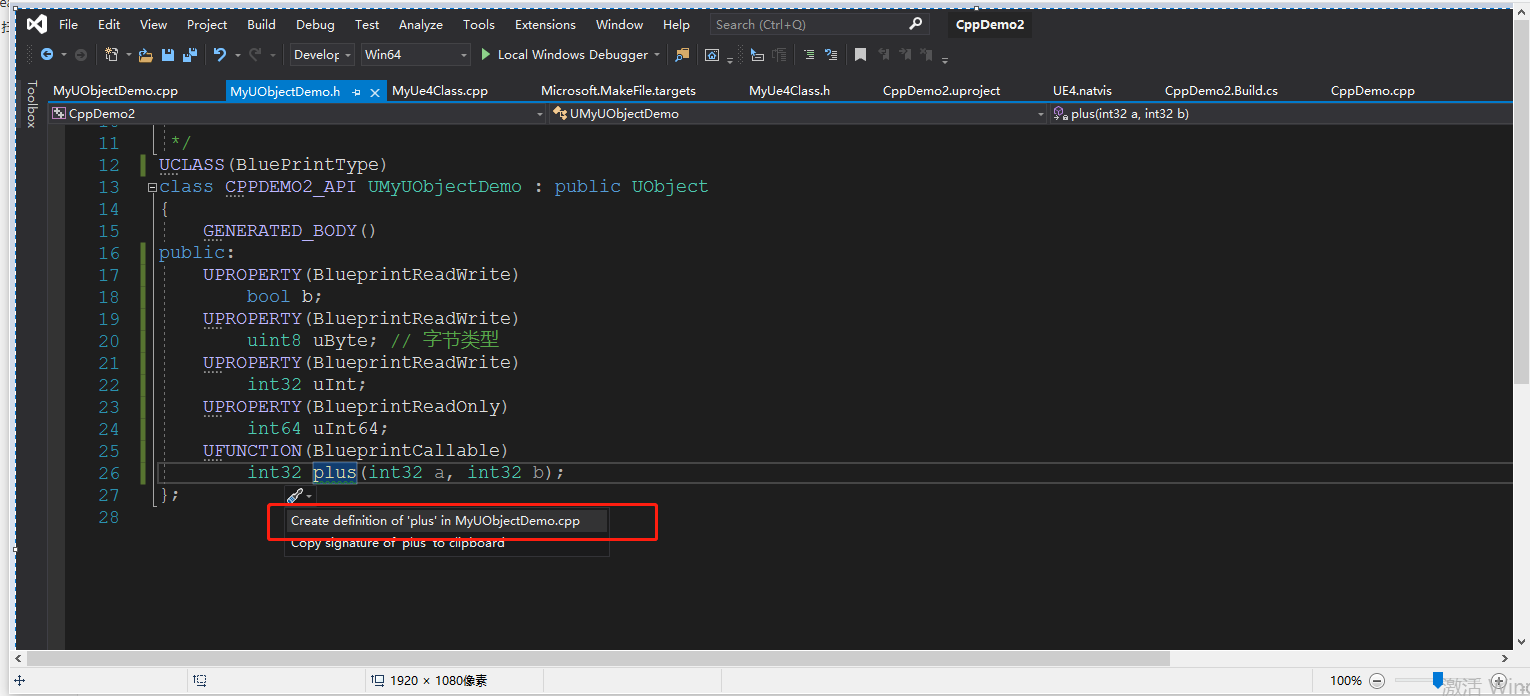 File Edit View Project Build Debug Test Analyze Tools Extensions Window Help Search (Ctrl+Q) CppDemo2
Develop Win64 Local Windows Debugger
Toolbox
MyUObjectDemo.cpp MyUObjectDemo.h MyUe4Class.cpp Microsoft.MakeFile.targets MyUe4Class.h CppDemo2.uproject UE4.natvis CppDemo2.Build.cs CppDemo.cpp
CppDemo2 UMyUObjectDemo plus(int32 a, int32 b)
11 */
12 UCLASS(BluePrintType)
13 class CPPDEMO2_API UMyUObjectDemo : public UObject
14 {
15 GENERATED_BODY()
16 public:
17 UPROPERTY(BlueprintReadWrite)
18 bool b;
19 UPROPERTY(BlueprintReadWrite)
20 uint8 uByte; // 字节类型
21 UPROPERTY(BlueprintReadWrite)
22 int32 uInt;
23 UPROPERTY(BlueprintReadOnly)
24 int64 uInt64;
25 UFUNCTION(BlueprintCallable)
26 int32 plus(int32 a, int32 b);
27 };
28
Create definition of 'plus' in MyUObjectDemo.cpp
Copy signature of 'plus' to clipboard
1920 × 1080像素 100%
激活 Win